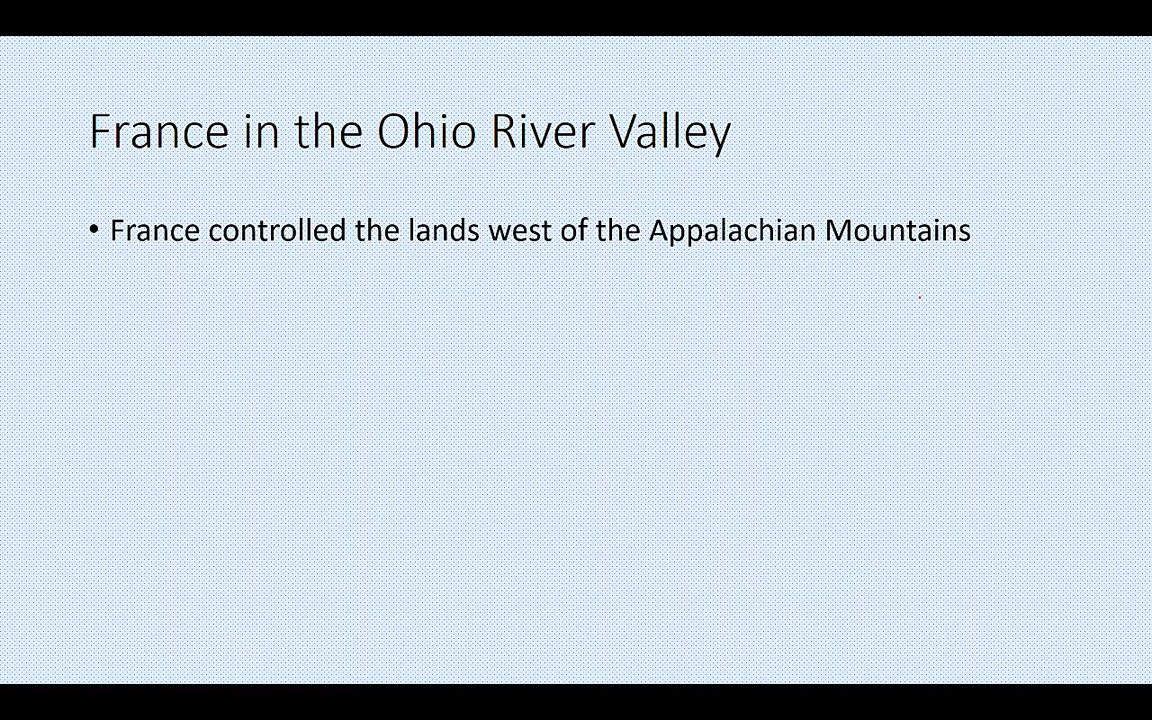 France in the Ohio River Valley
• France controlled the lands west of the Appalachian Mountains